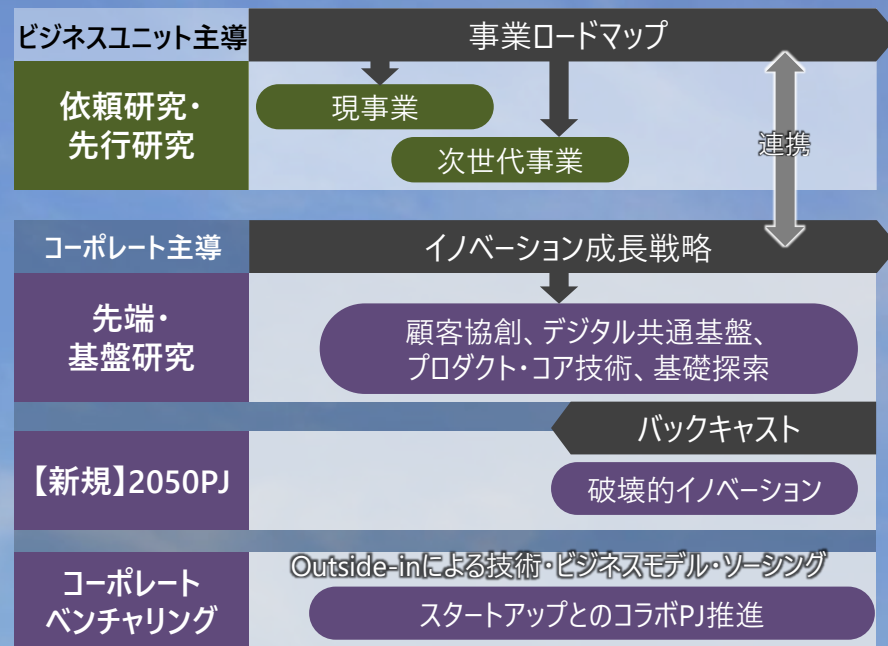 ビジネスユニット主導
事業ロードマップ
依頼研究・
先行研究
現事業
次世代事業
連携
コーポレート主導
イノベーション成長戦略
先端・
基盤研究
顧客協創、デジタル共通基盤、
プロダクト・コア技術、基礎探索
バックキャスト
【新規】2050PJ
破壊的イノベーション
コーポレート
ベンチャリング
Outside-inによる技術・ビジネスモデル・ソーシング
スタートアップとのコラボPJ推進